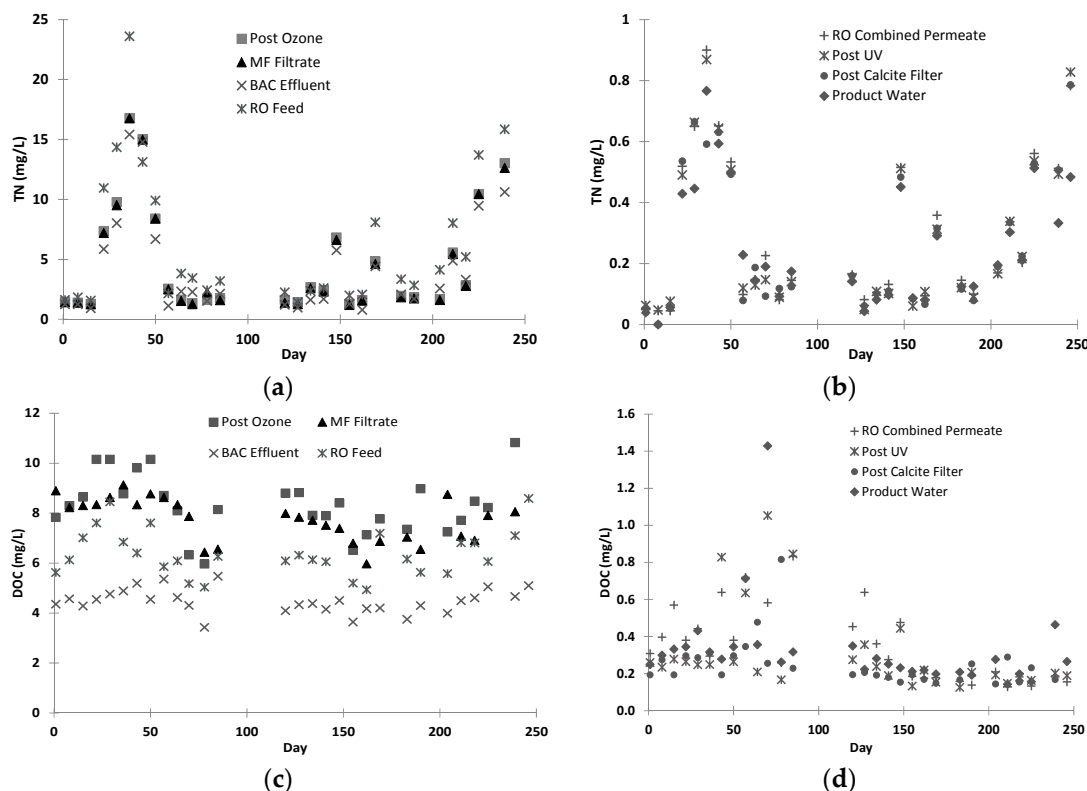 25
20
15
10
5
0
TN (mg/L)
Post Ozone
MF Filtrate
BAC Effluent
RO Feed
0 50 100 150 200 250
Day
(a)
1
0.8
0.6
0.4
0.2
0
TN (mg/L)
RO Combined Permeate
Post UV
Post Calcite Filter
Product Water
0 50 100 150 200 250
Day
(b)
12
10
8
6
4
2
0
DOC (mg/L)
Post Ozone MF Filtrate
BAC Effluent RO Feed
0 50 100 150 200 250
Day
(c)
1.6
1.4
1.2
1.0
0.8
0.6
0.4
0.2
0.0
DOC (mg/L)
RO Combined Permeate
Post UV
Post Calcite Filter
Product Water
0 50 100 150 200 250
Day
(d)